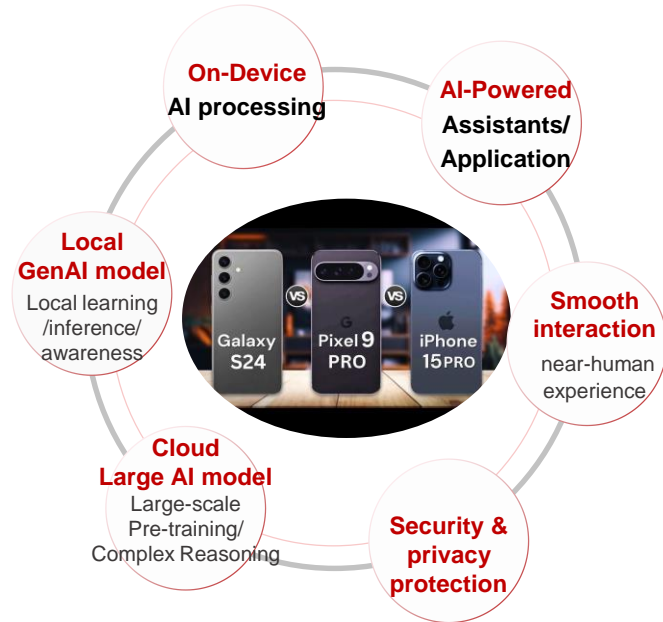 On-Device
AI processing
AI-Powered
Assistants/
Application
Local
GenAI model
Local learning
/inference/
awareness
VS
VS
Galaxy
S24
Pixel 9
PRO
iPhone
15 PRO
Smooth
interaction
near-human
experience
Cloud
Large AI model
Large-scale
Pre-training/
Complex Reasoning
Security &
privacy
protection